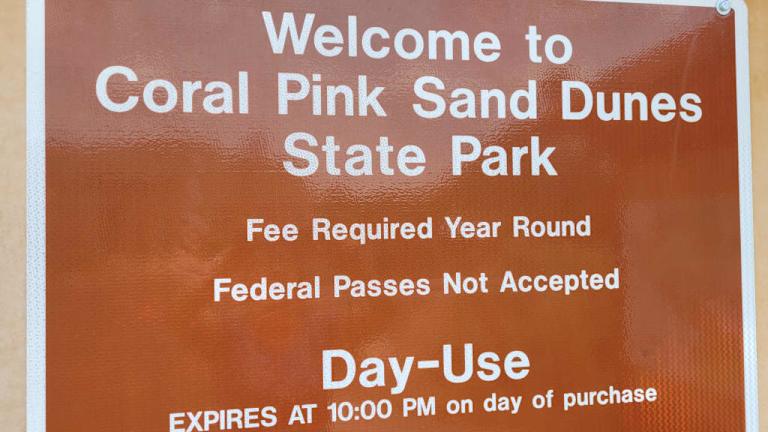 Welcome to
Coral Pink Sand Dunes
State Park
Fee Required Year Round
Federal Passes Not Accepted
Day-Use
EXPIRES AT 10:00 PM on day of purchase